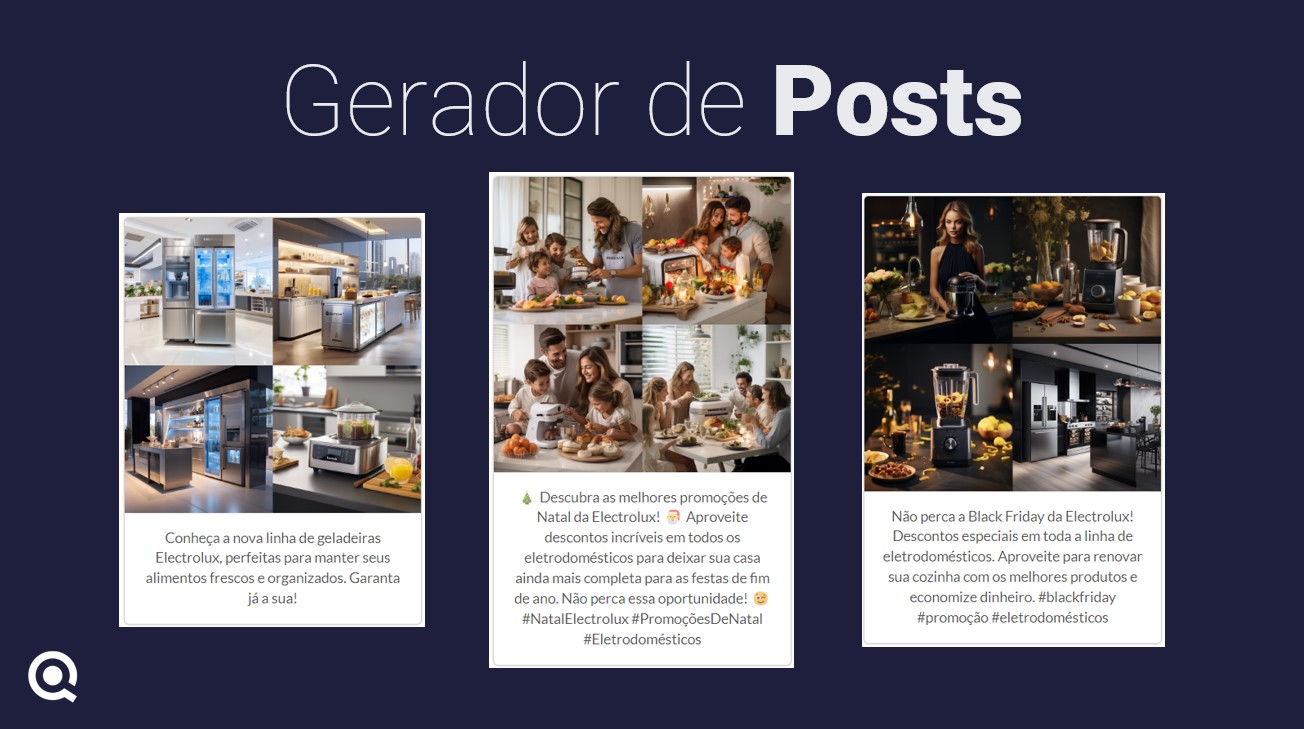 Gerador de Posts
Conheça a nova linha de geladeiras
Electrolux, perfeitas para manter seus
alimentos frescos e organizados. Garanta
já a sua!
🎄 Descubra as melhores promoções de
Natal da Electrolux! 🎅 Aproveite
descontos incríveis em todos os
eletrodomésticos para deixar sua casa
ainda mais completa para as festas de fim
de ano. Não perca essa oportunidade! 😉
#NatalElectrolux #PromoçõesDeNatal
#Eletrodomésticos
Não perca a Black Friday da Electrolux!
Descontos especiais em toda a linha de
eletrodomésticos. Aproveite para renovar
sua cozinha com os melhores produtos e
economize dinheiro. #blackfriday
#promoção #eletrodomésticos